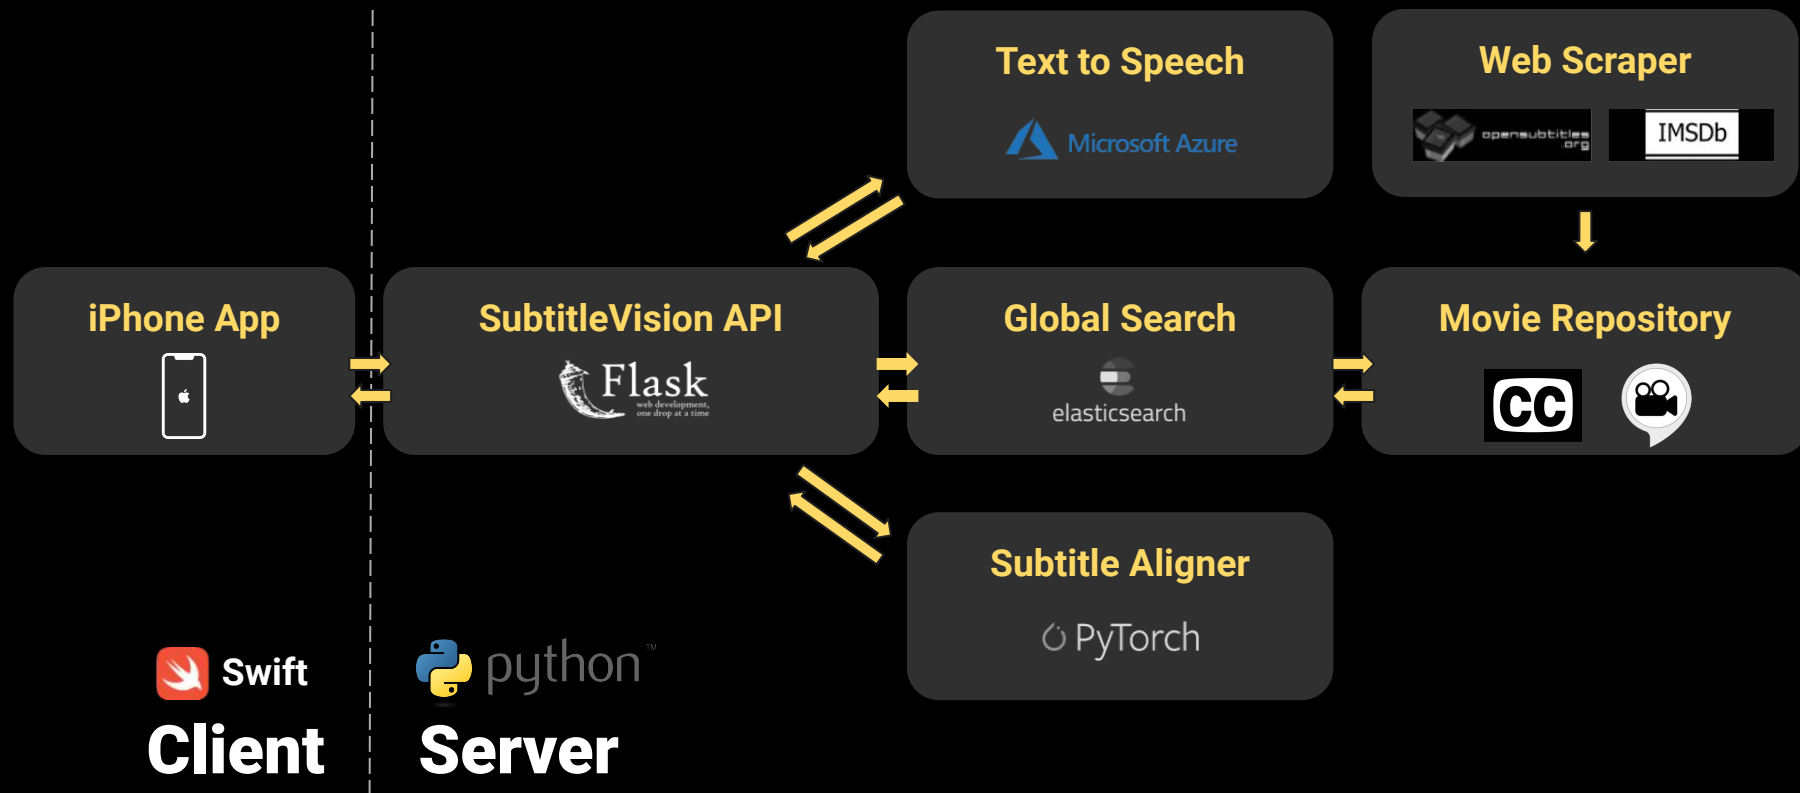 Text to Speech
Microsoft Azure
Web Scraper
opensubtitles
.org
IMSDb
iPhone App
SubtitleVision API
Flask
web development,
one drop at a time
Global Search
elasticsearch
Movie Repository
CC
Subtitle Aligner
PyTorch
Swift
python™
Client
Server